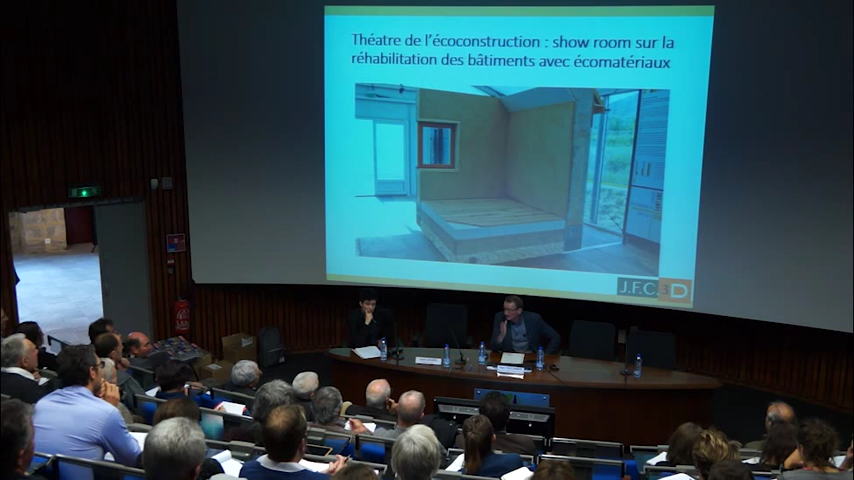 Théatre de l'écoconstruction : show room sur la
réhabilitation des bâtiments avec écomatériaux
J.F.C.3D